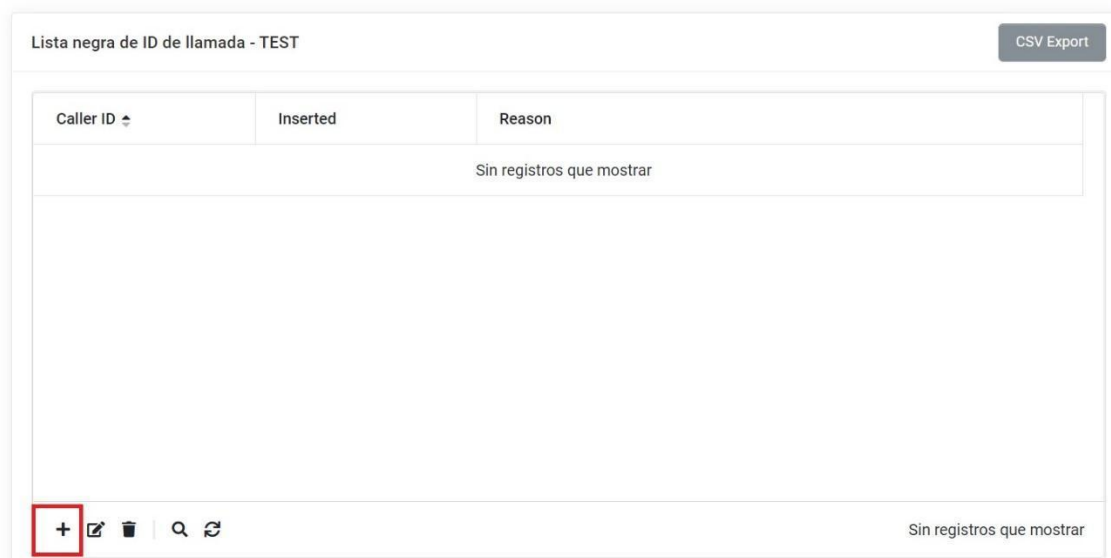 Lista negra de ID de llamada - TEST
CSV Export
Caller ID Inserted Reason
Sin registros que mostrar
Sin registros que mostrar